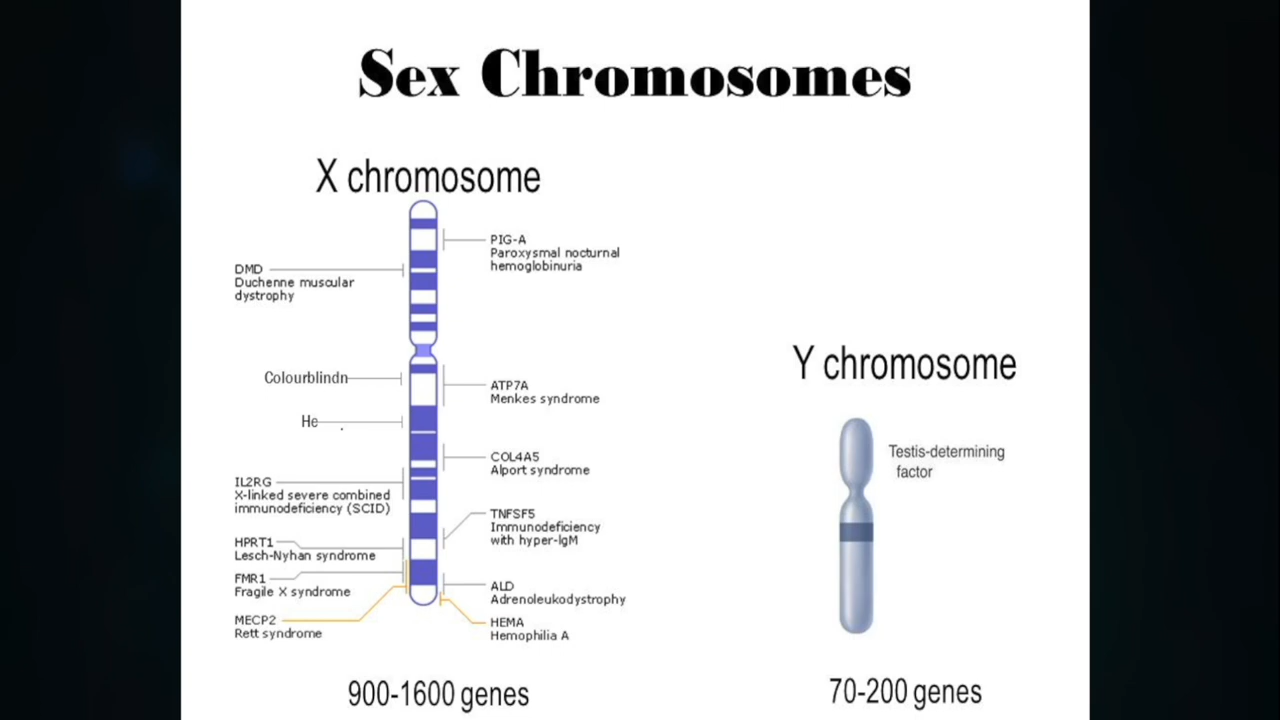 Sex Chromosomes
X chromosome
PIG-A
Paroxysmal nocturnal
hemoglobinuria
DMD
Duchenne muscular
dystrophy
Colourblindn
He
ATP7A
Menkes syndrome
COL4A5
Alport syndrome
IL2RG
X-linked severe combined
immunodeficiency (SCID)
TNFSF5
Immunodeficiency
with hyper-IgM
HPRT1
Lesch-Nyhan syndrome
FMR1
Fragile X syndrome
ALD
Adrenoleukodystrophy
MECP2
Rett syndrome
HEMA
Hemophilia A
900-1600 genes
Y chromosome
Testis-determining
factor
70-200 genes